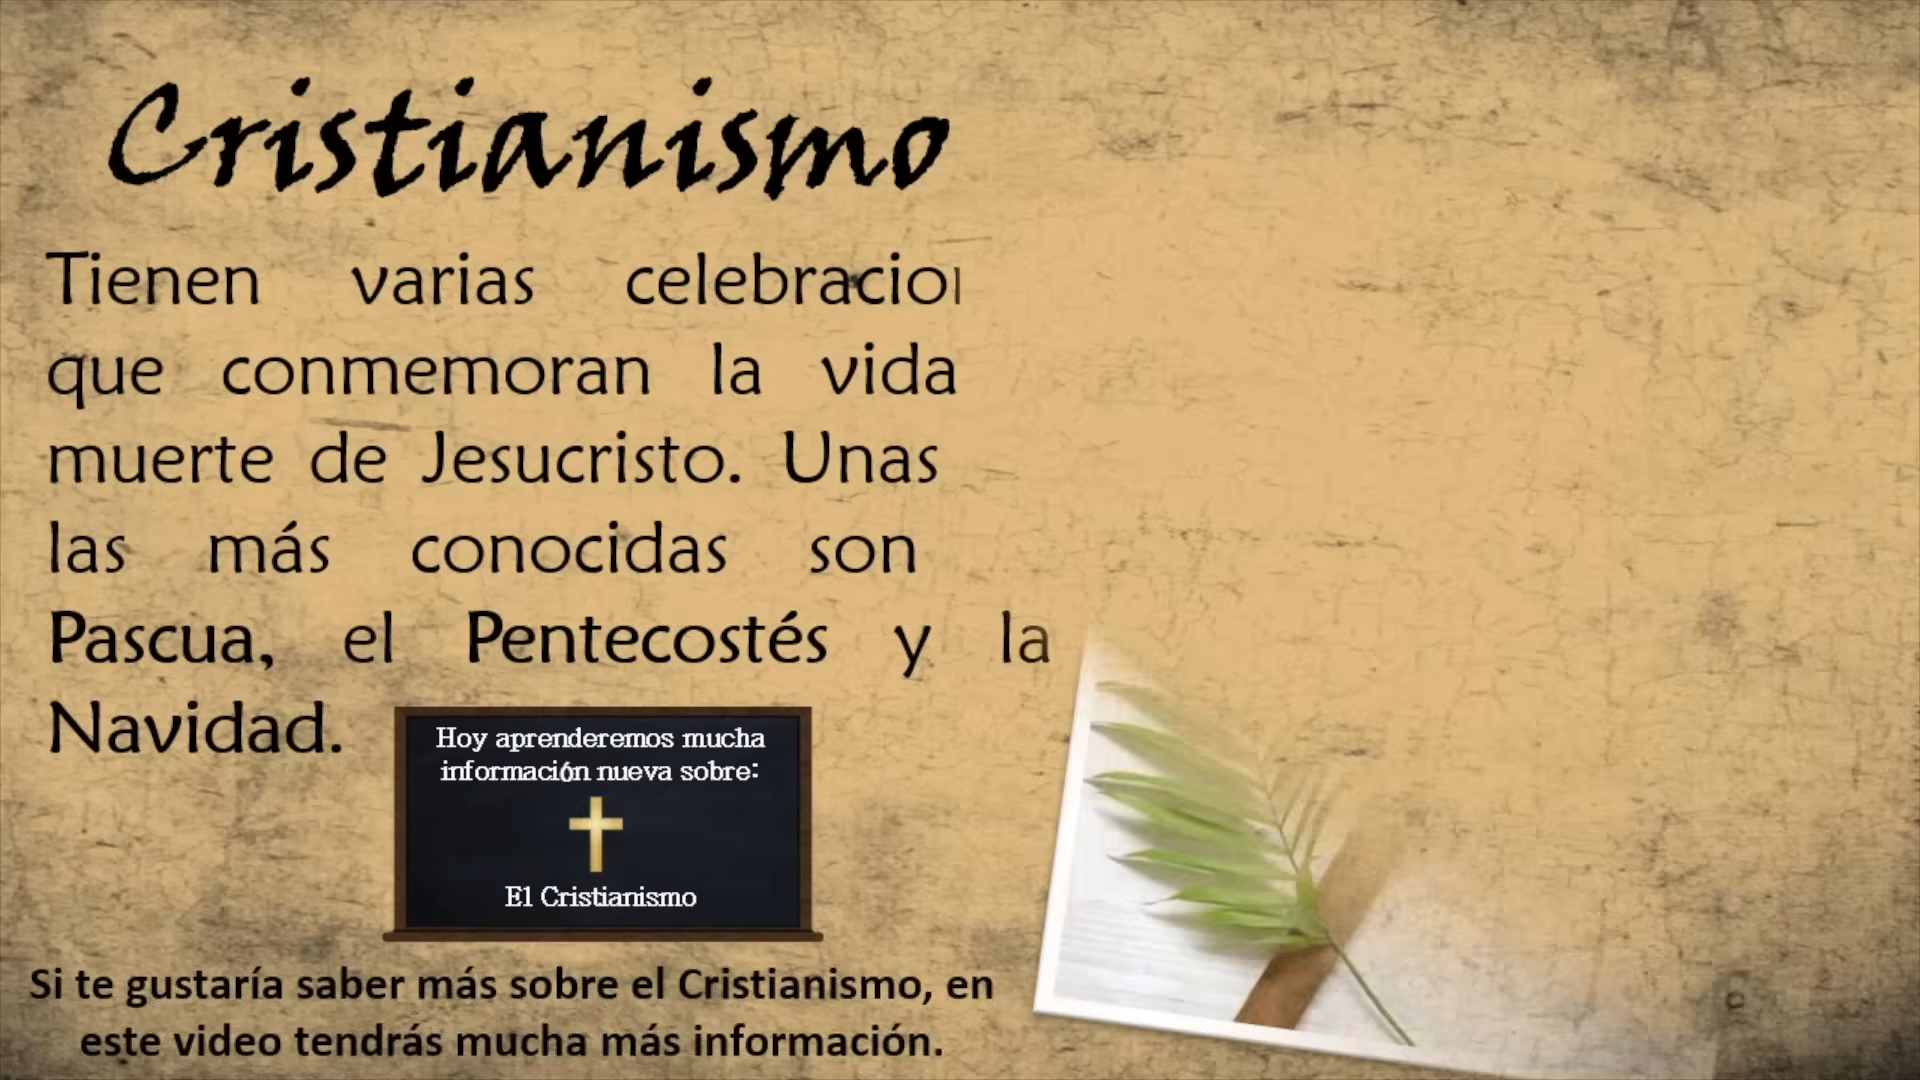 Cristianismo
Tienen varias
que conmemoran la vida
muerte de Jesucristo. Unas
las más conocidas son
Pascua, el Pentecostés y la
Navidad.
Hoy aprenderemos mucha
información nueva sobre:
El Cristianismo
Si te gustaría saber más sobre el Cristianismo, en
este video tendrás mucha más información.